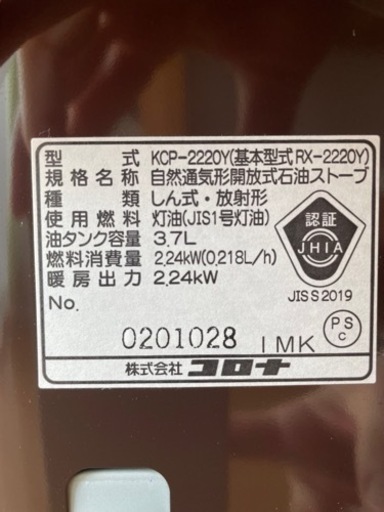 型式 KCP-2220Y(基本型式RX-2220Y)
規格名称 自然通気形開放式石油ストーブ
種類 しん式・放射形
使用燃料 灯油(JIS1号灯油)
油タンク容量 3.7L
燃料消費量 2.24kW(0.218L/h)
暖房出力 2.24kW
No.
認証
JHIA
JIS S 2019
0201028 IMK
PS
C
株式会社 コロナ